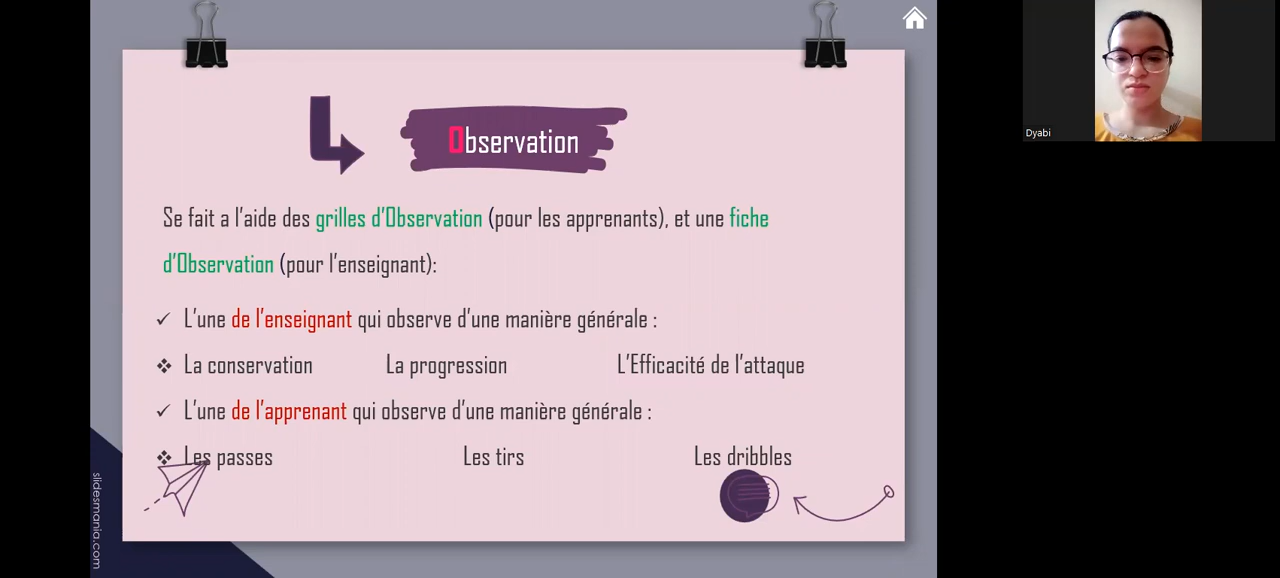 Observation
Se fait a l'aide des grilles d'Observation (pour les apprenants), et une fiche
d'Observation (pour l'enseignant):
✓ L'une de l'enseignant qui observe d'une manière générale :
❖ La conservation La progression L'Efficacité de l'attaque
✓ L'une de l'apprenant qui observe d'une manière générale :
❖ Les passes Les tirs Les dribbles
slidesmania.com
Dyabi